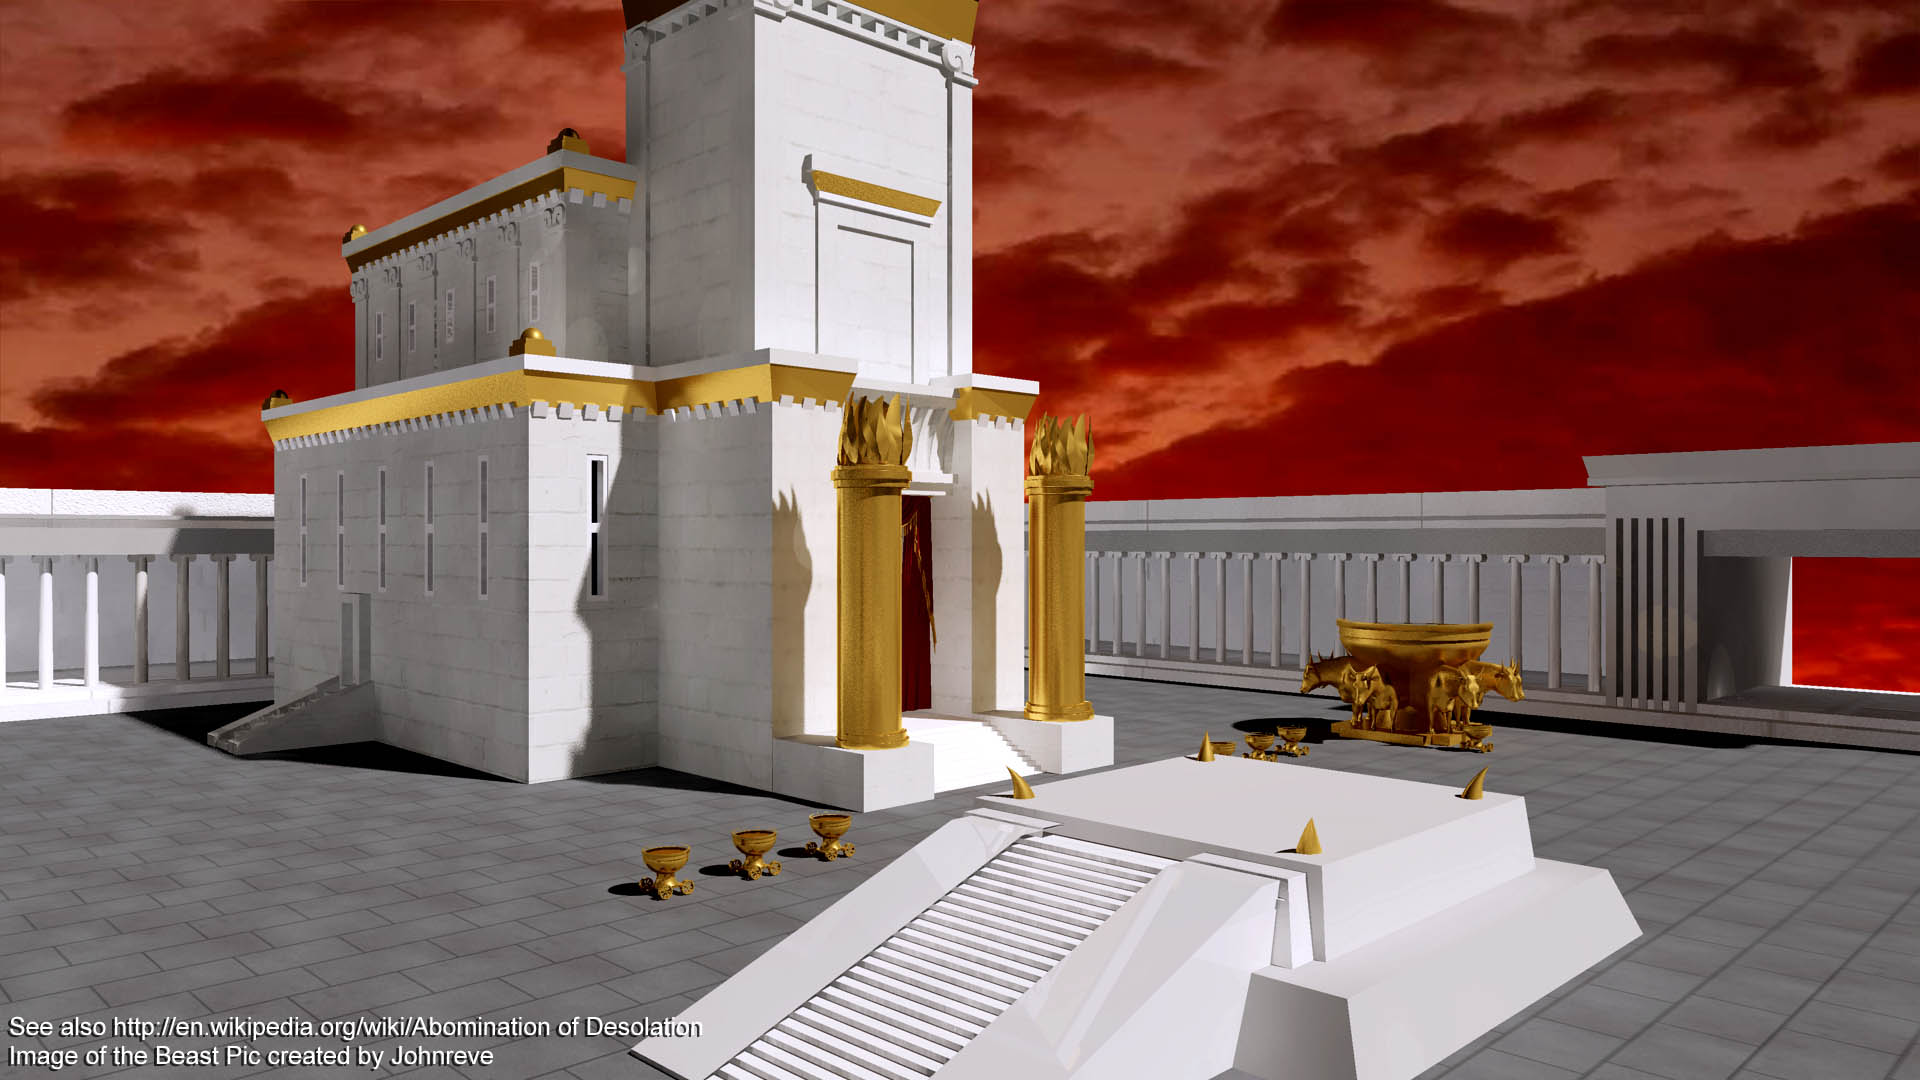 See also http://en.wikipedia.org/wiki/Abomination of Desolation
Image of the Beast Pic created by Johnreve